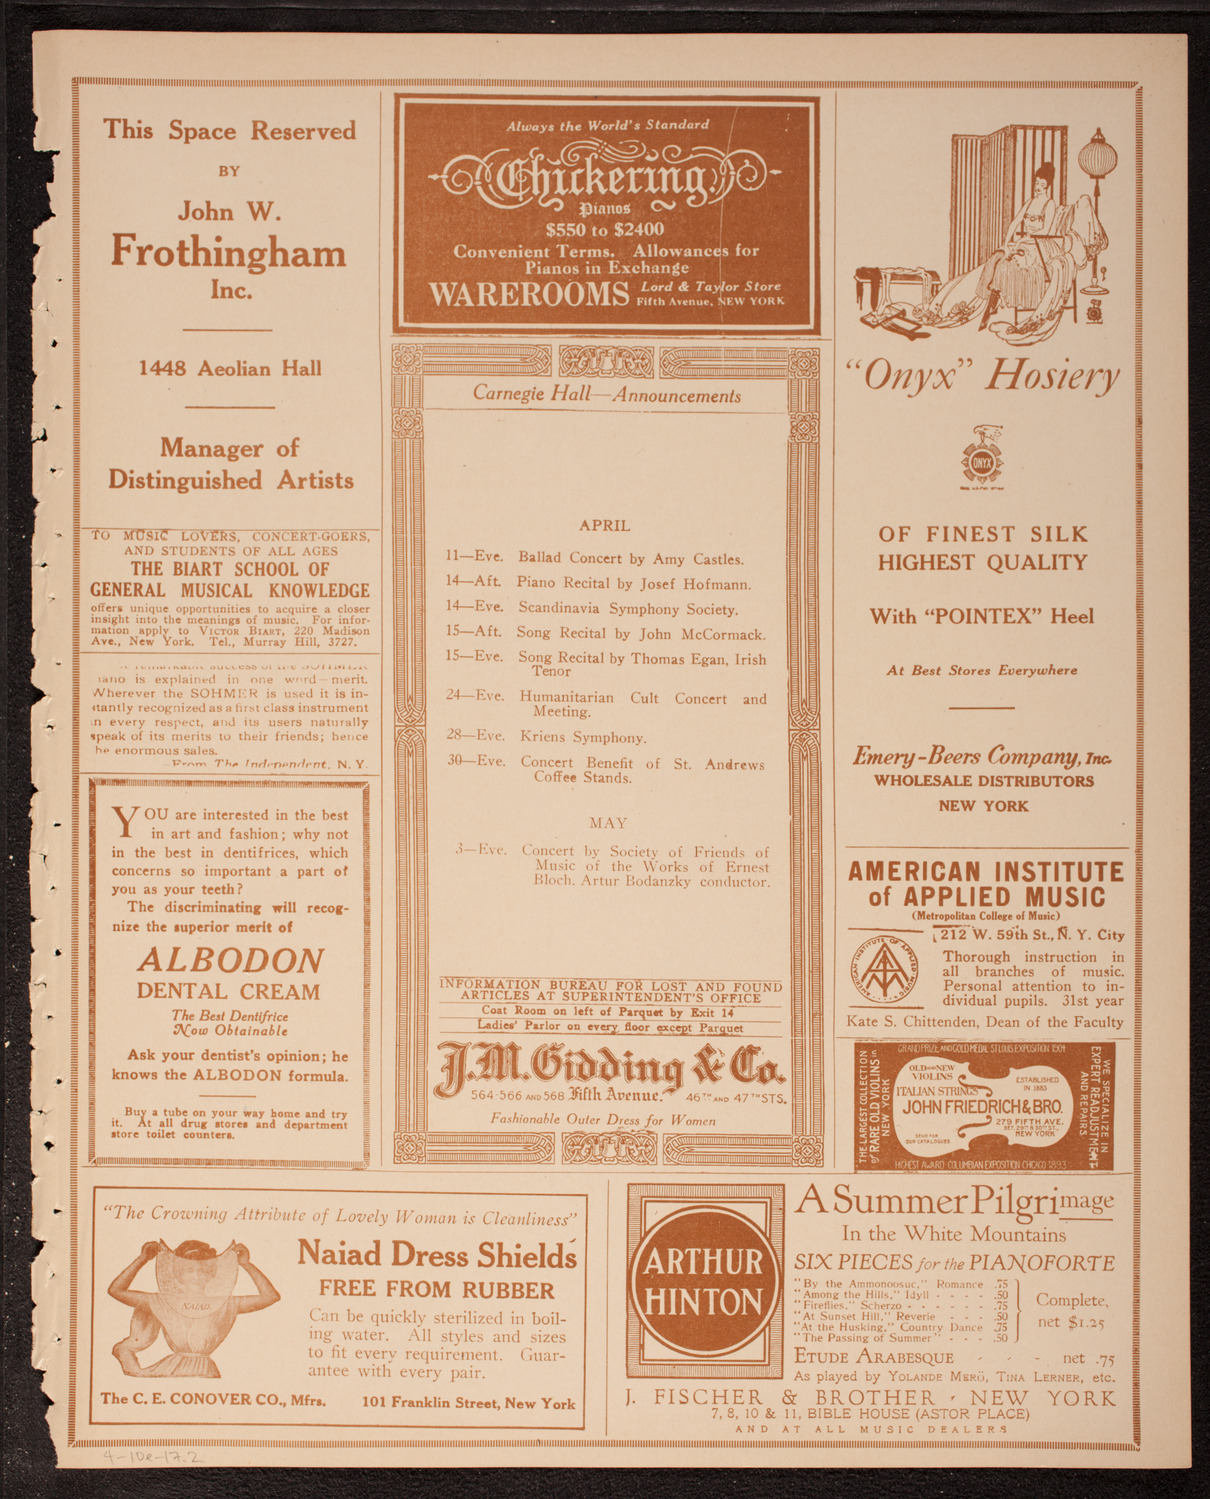 This Space Reserved
BY
John W.
Frothingham
Inc.
1448 Aeolian Hall
Manager of
Distinguished Artists
TO MUSIC LOVERS, CONCERT-GOERS,
AND STUDENTS OF ALL AGES
THE BIART SCHOOL OF
GENERAL MUSICAL KNOWLEDGE
offers unique opportunities to acquire a closer
insight into the meanings of music. For infor-
mation apply to VICTOR BIART, 220 Madison
Ave., New York. Tel., Murray Hill, 3727.
success of the SOHMER
iano is explained in one word—merit.
Wherever the SOHMER is used it is in-
stantly recognized as a first class instrument
in every respect, and its users naturally
speak of its merits to their friends; hence
he enormous sales.
—From The Independent, N. Y.
YOU are interested in the best
in art and fashion; why not
in the best in dentifrices, which
concerns so important a part of
you as your teeth?
The discriminating will recog-
nize the superior merit of
ALBODON
DENTAL CREAM
The Best Dentifrice
Now Obtainable
Ask your dentist's opinion; he
knows the ALBODON formula.
Buy a tube on your way home and try
it. At all drug stores and department
store toilet counters.
Always the World's Standard
Chickering
Pianos
$550 to $2400
Convenient Terms. Allowances for
Pianos in Exchange
WAREROOMS Lord & Taylor Store
Fifth Avenue, NEW YORK
Carnegie Hall—Announcements
APRIL
11—Eve. Ballad Concert by Amy Castles.
14—Aft. Piano Recital by Josef Hofmann.
14—Eve. Scandinavia Symphony Society.
15—Aft. Song Recital by John McCormack.
15—Eve. Song Recital by Thomas Egan, Irish
Tenor
24—Eve. Humanitarian Cult Concert and
Meeting.
28—Eve. Kriens Symphony.
30—Eve. Concert Benefit of St. Andrews
Coffee Stands.
MAY
3—Eve. Concert by Society of Friends of
Music of the Works of Ernest
Bloch. Artur Bodanzky conductor.
INFORMATION BUREAU FOR LOST AND FOUND
ARTICLES AT SUPERINTENDENT'S OFFICE
Coat Room on left of Parquet by Exit 14
Ladies' Parlor on every floor except Parquet
J.M. Gidding & Co.
564-566 AND 568 Fifth Avenue. 46TH AND 47TH STS.
Fashionable Outer Dress for Women
"Onyx" Hosiery
ONYX
OF FINEST SILK
HIGHEST QUALITY
With "POINTEX" Heel
At Best Stores Everywhere
Emery-Beers Company, Inc.
WHOLESALE DISTRIBUTORS
NEW YORK
AMERICAN INSTITUTE
of APPLIED MUSIC
(Metropolitan College of Music)
212 W. 59th St., N. Y. City
AMERICAN INSTITUTE OF APPLIED MUSIC
Thorough instruction in
all branches of music.
Personal attention to in-
dividual pupils. 31st year
Kate S. Chittenden, Dean of the Faculty
GRAND PRIZE AND GOLD MEDAL ST. LOUIS EXPOSITION 1904
THE LARGEST COLLECTION
of RARE OLD VIOLINS in
NEW YORK
OLD AND NEW
VIOLINS
ITALIAN STRINGS
ESTABLISHED
IN 1883
JOHN FRIEDRICH & BRO.
279 FIFTH AVE.
BET. 29TH & 30TH ST.,
NEW YORK
SEND FOR
OUR CATALOGUES
WE SPECIALIZE IN
EXPERT READJUSTMENT
AND REPAIRS
HIGHEST AWARD COLUMBIAN EXPOSITION CHICAGO 1893
"The Crowning Attribute of Lovely Woman is Cleanliness"
NAIAD
Naiad Dress Shields
FREE FROM RUBBER
Can be quickly sterilized in boil-
ing water. All styles and sizes
to fit every requirement. Guar-
antee with every pair.
The C. E. CONOVER CO., Mfrs. 101 Franklin Street, New York
ARTHUR
HINTON
A Summer Pilgrimage
In the White Mountains
SIX PIECES for the PIANOFORTE
"By the Ammonoosuc," Romance .75
"Among the Hills," Idyll - - - - .50
"Fireflies," Scherzo - - - - - - .75
"At Sunset Hill," Reverie - - - .50
"At the Husking," Country Dance .75
"The Passing of Summer" - - - .50
Complete,
net $1.25
ETUDE ARABESQUE - - - net .75
As played by YOLANDE MERÖ, TINA LERNER, etc.
J. FISCHER & BROTHER - NEW YORK
7, 8, 10 & 11, BIBLE HOUSE (ASTOR PLACE)
AND AT ALL MUSIC DEALERS
4-10e-17.2